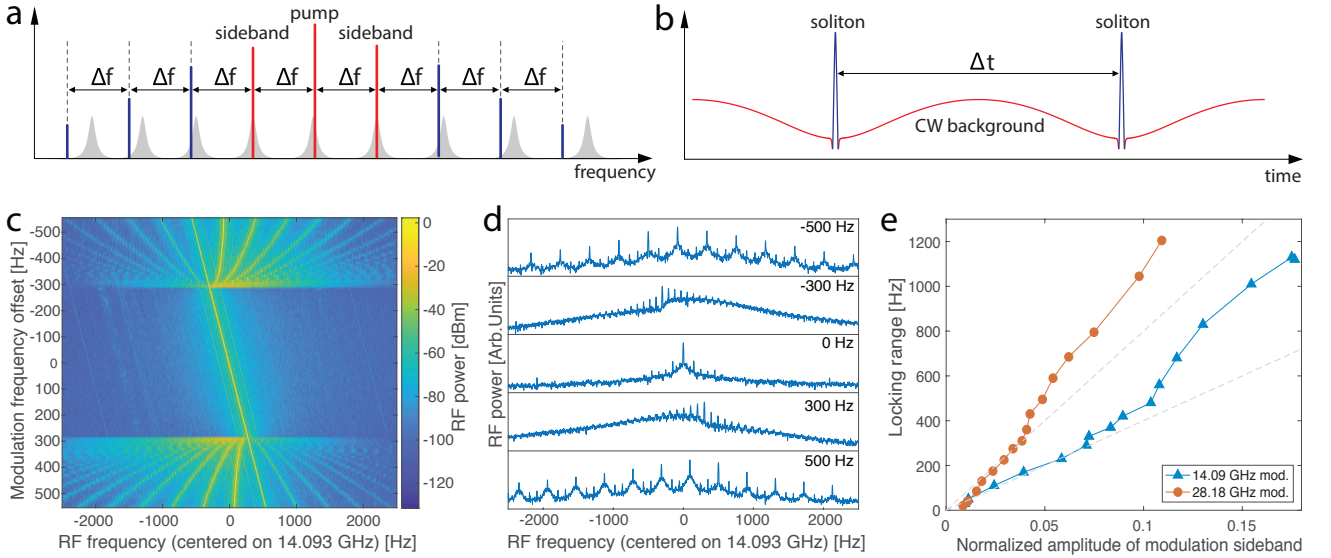 a
pump
sideband
sideband
Δf Δf Δf Δf Δf Δf Δf Δf
frequency
b
soliton
soliton
Δt
CW background
time
c
Modulation frequency offset [Hz]
-500
-400
-300
-200
-100
0
100
200
300
400
500
-2000 -1000 0 1000 2000
RF frequency (centered on 14.093 GHz) [Hz]
0
-20
-40
-60
-80
-100
-120
RF power [dBm]
d
RF power [Arb.Units]
-500 Hz
-300 Hz
0 Hz
300 Hz
500 Hz
-2000 -1000 0 1000 2000
RF frequency (centered on 14.093 GHz) [Hz]
e
Locking range [Hz]
1200
1000
800
600
400
200
0
0 0.05 0.1 0.15
14.09 GHz mod.
28.18 GHz mod.
Normalized amplitude of modulation sideband